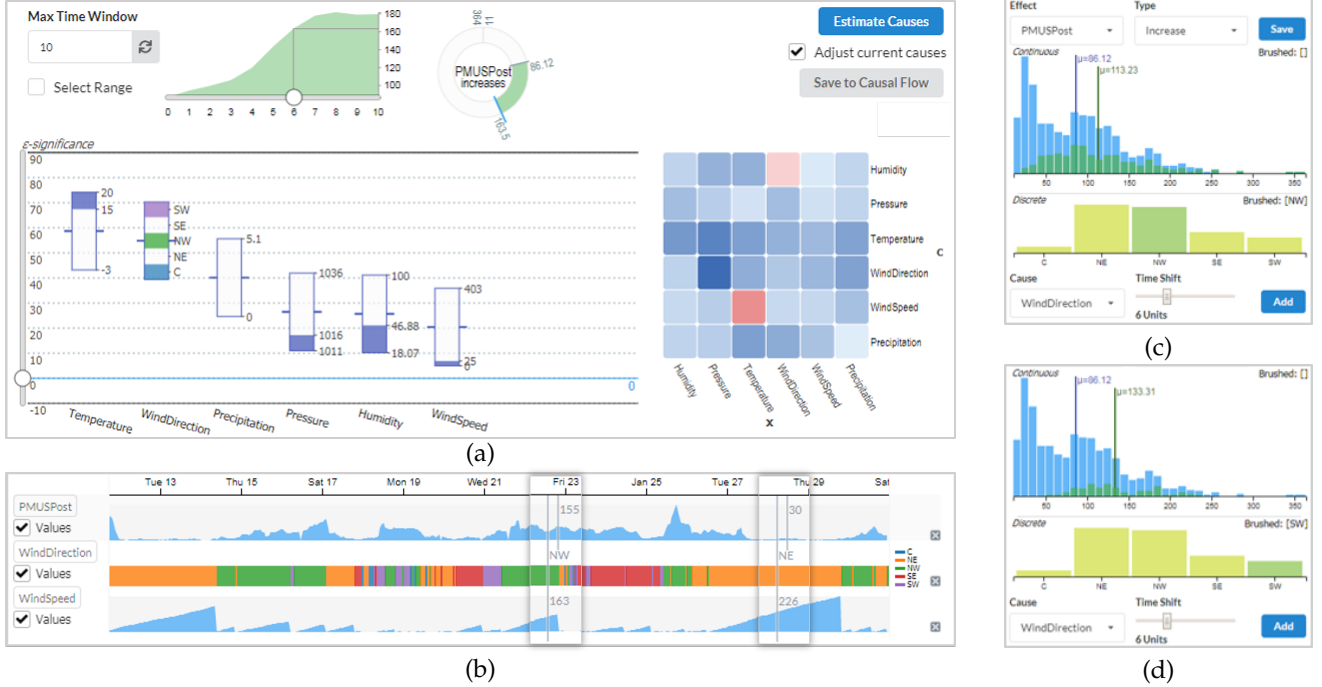 Max Time Window
10
Select Range
180
160
140
120
100
0 1 2 3 4 5 6 7 8 9 10
364
11
86.12
163.5
PMUSPost
increases
Estimate Causes
Adjust current causes
Save to Causal Flow
ε-significance
90
80
70
60
50
40
30
20
10
0
-10
20
15
-3
SW
SE
NW
NE
C
5.1
0
1036
1016
1011
100
46.88
18.07
403
25
0
0
Temperature
WindDirection
Precipitation
Pressure
Humidity
WindSpeed
Humidity
Pressure
Temperature
WindDirection
WindSpeed
Precipitation
C
Humidity
Pressure
Temperature
WindDirection
WindSpeed
Precipitation
X
(a)
Tue 13 Thu 15 Sat 17 Mon 19 Wed 21 Fri 23 Jan 25 Tue 27 Thu 29 Sat
PMUSPost
Values
155
30
WindDirection
Values
NW
NE
C
NE
NW
SE
SW
WindSpeed
Values
163
226
(b)
Effect Type
PMUSPost Increase Save
Continuous Brushed: []
μ=86.12
μ=113.23
50 100 150 200 250 300 350
Discrete Brushed: [NW]
C NE NW SE SW
Cause Time Shift
WindDirection Add
6 Units
(c)
Continuous Brushed: []
μ=86.12
μ=133.31
50 100 150 200 250 300 350
Discrete Brushed: [SW]
C NE NW SE SW
Cause Time Shift
WindDirection Add
6 Units
(d)